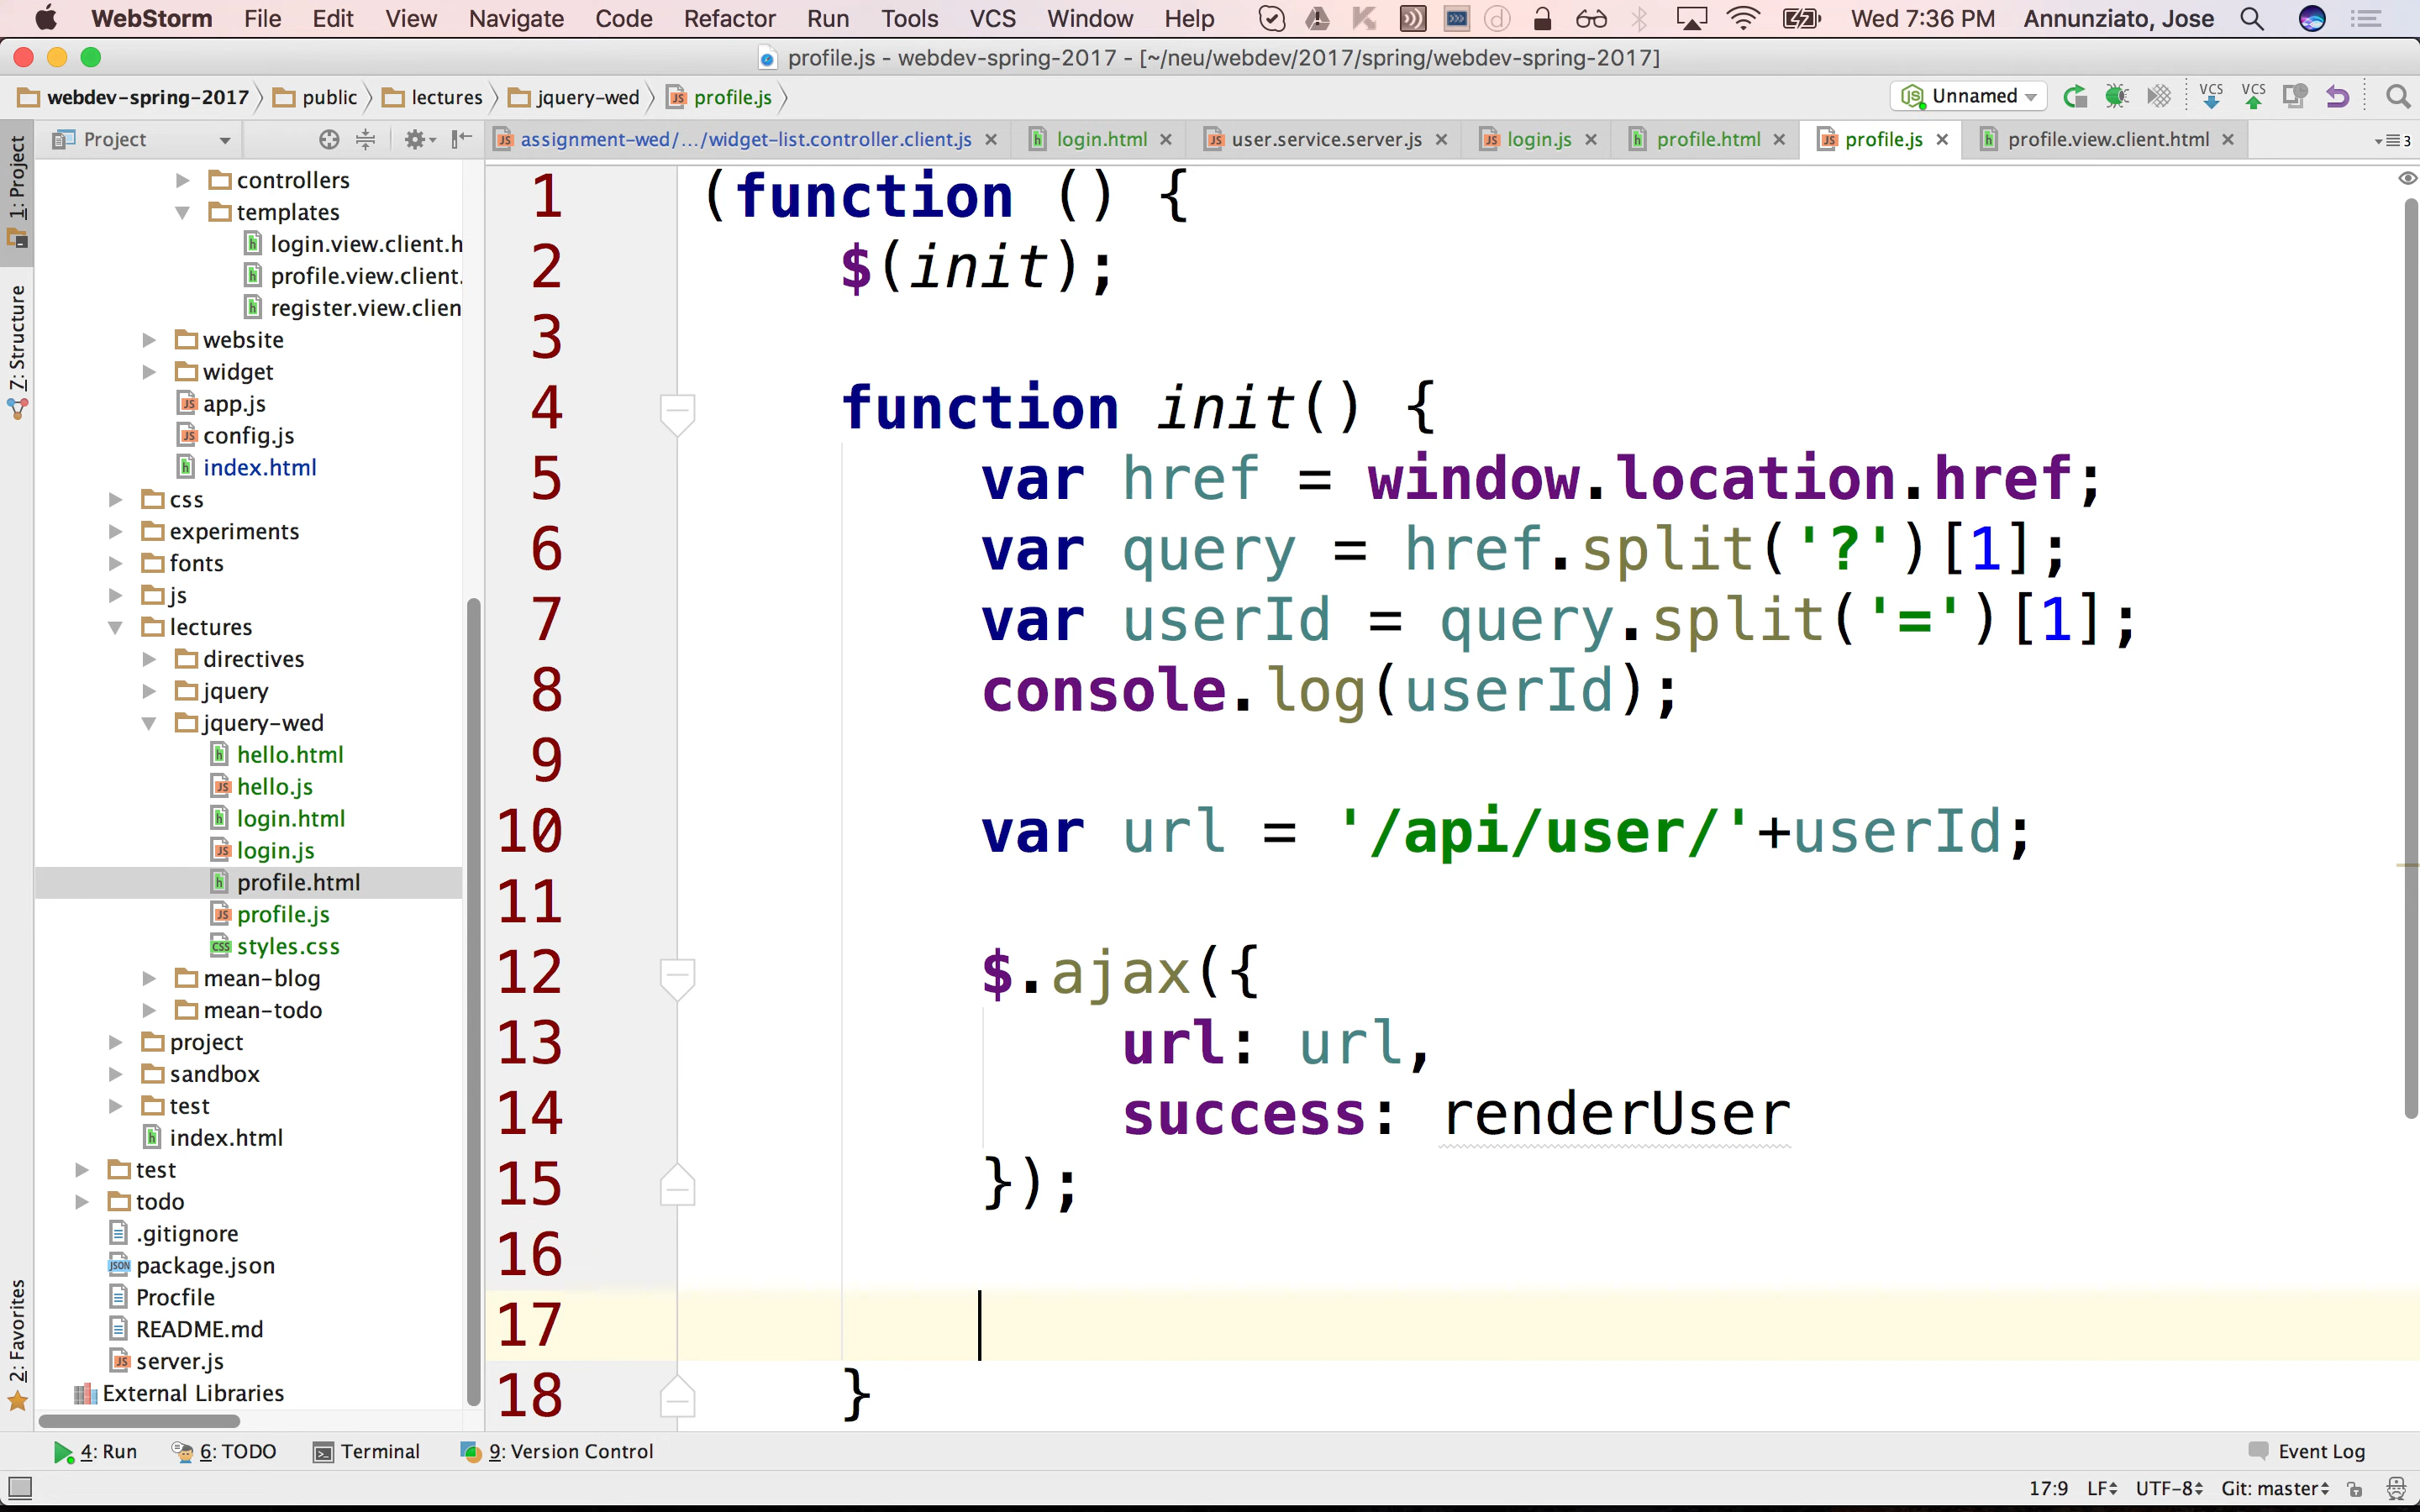 WebStorm File Edit View Navigate Code Refactor Run Tools VCS Window Help Wed 7:36 PM Annunziato, Jose
profile.js - webdev-spring-2017 - [~/neu/webdev/2017/spring/webdev-spring-2017]
webdev-spring-2017 public lectures jquery-wed profile.js Unnamed VCS VCS
Project assignment-wed/.../widget-list.controller.client.js login.html user.service.server.js login.js profile.html profile.js profile.view.client.html 3
1: Project
7: Structure
2: Favorites
controllers
templates
login.view.client.h
profile.view.client.
register.view.clien
website
widget
app.js
config.js
index.html
css
experiments
fonts
js
lectures
directives
jquery
jquery-wed
hello.html
hello.js
login.html
login.js
profile.html
profile.js
styles.css
mean-blog
mean-todo
project
sandbox
test
index.html
test
todo
.gitignore
package.json
Procfile
README.md
server.js
External Libraries
1 (function () {
2 $(init);
3
4 function init() {
5 var href = window.location.href;
6 var query = href.split('?')[1];
7 var userId = query.split('=')[1];
8 console.log(userId);
9
10 var url = '/api/user/'+userId;
11
12 $.ajax({
13 url: url,
14 success: renderUser
15 });
16
17
18 }
4: Run 6: TODO Terminal 9: Version Control Event Log
17:9 LF UTF-8 Git: master